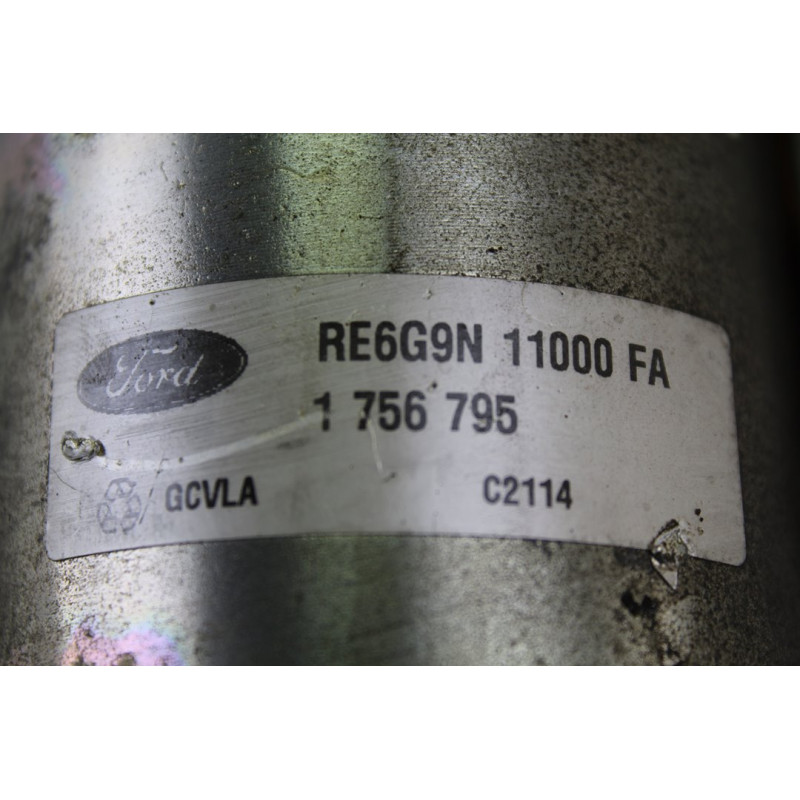 Ford
RE6G9N 11000 FA
1 756 795
GCVLA C2114